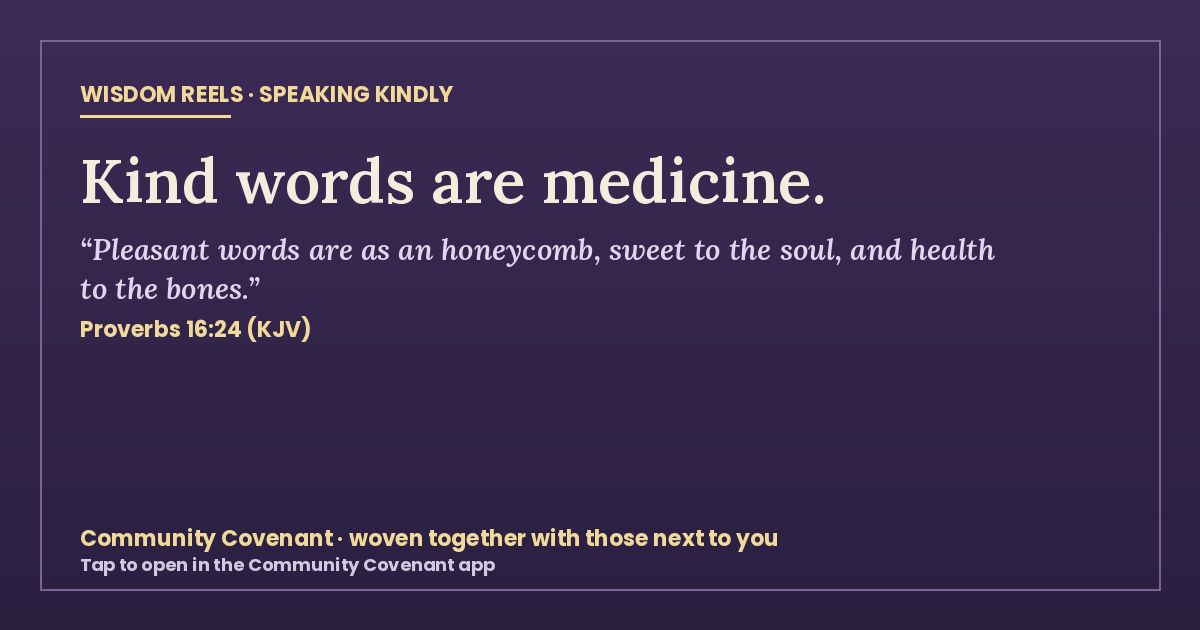 WISDOM REELS · SPEAKING KINDLY
Kind words are medicine.
“Pleasant words are as an honeycomb, sweet to the soul, and health
to the bones.”
Proverbs 16:24 (KJV)
Community Covenant · woven together with those next to you
Tap to open in the Community Covenant app